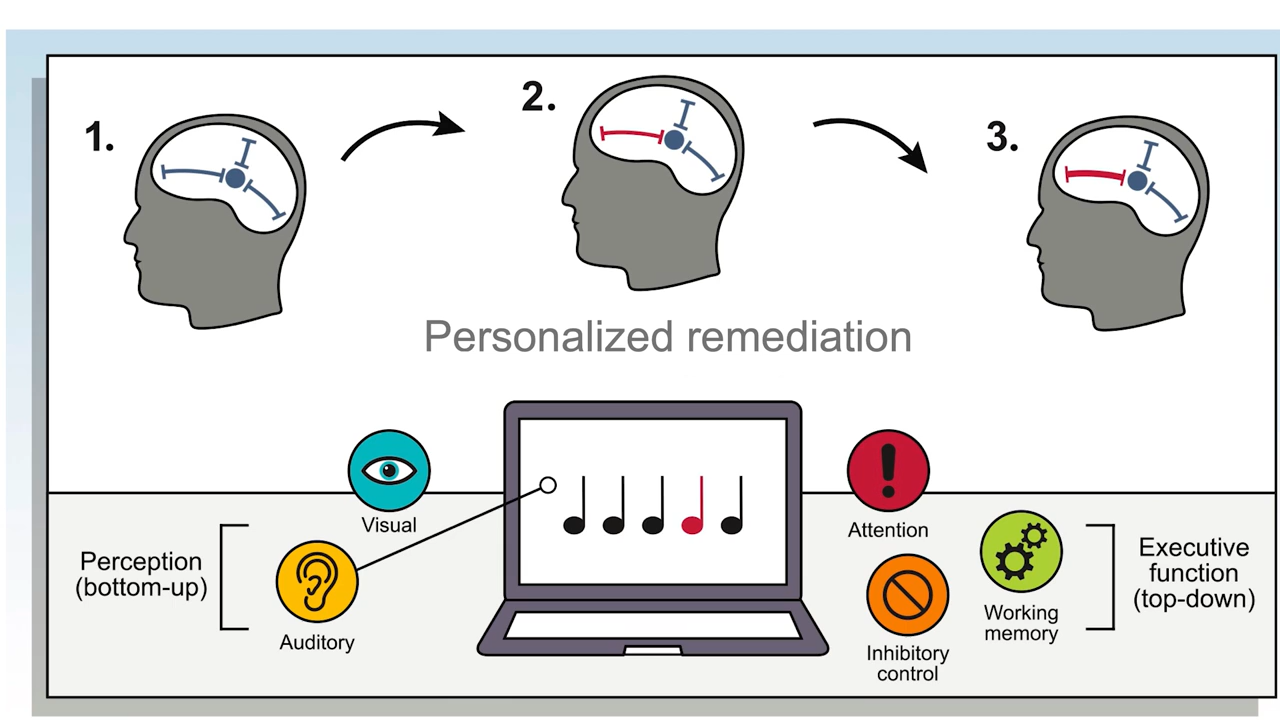 1.
2.
3.
Personalized remediation
Visual
Perception
(bottom-up)
Auditory
Attention
Working
memory
Inhibitory
control
Executive
function
(top-down)